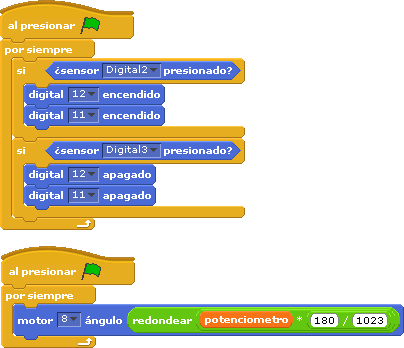 al presionar
por siempre
si ¿sensor Digital2 presionado?
digital 12 encendido
digital 11 encendido
si ¿sensor Digital3 presionado?
digital 12 apagado
digital 11 apagado
al presionar
por siempre
motor 8 ángulo redondear potenciometro * 180 / 1023